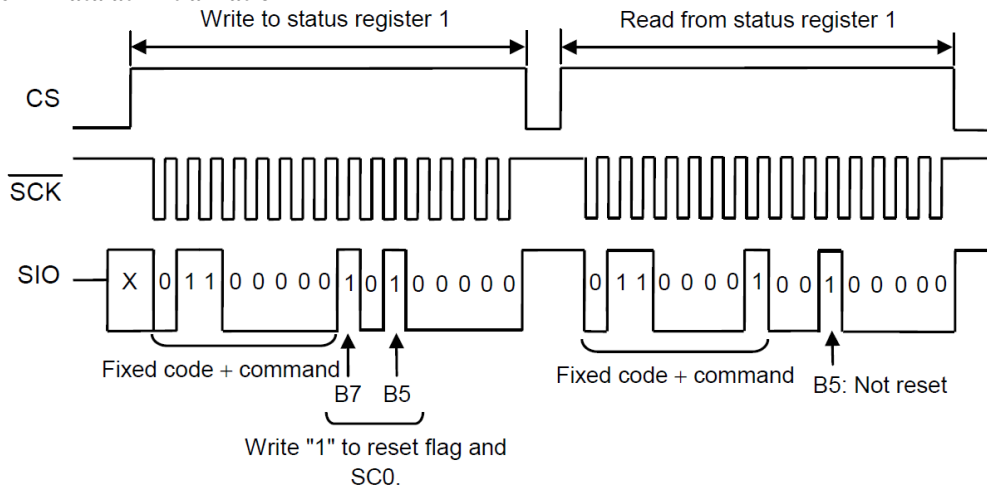 Write to status register 1
Read from status register 1
CS
SCK
SIO
X 0 1 1 0 0 0 0 0 1 0 1 0 0 0 0 0
0 1 1 0 0 0 0 1 0 0 1 0 0 0 0 0
Fixed code + command
B7 B5
Write "1" to reset flag and
SC0.
Fixed code + command
B5: Not reset